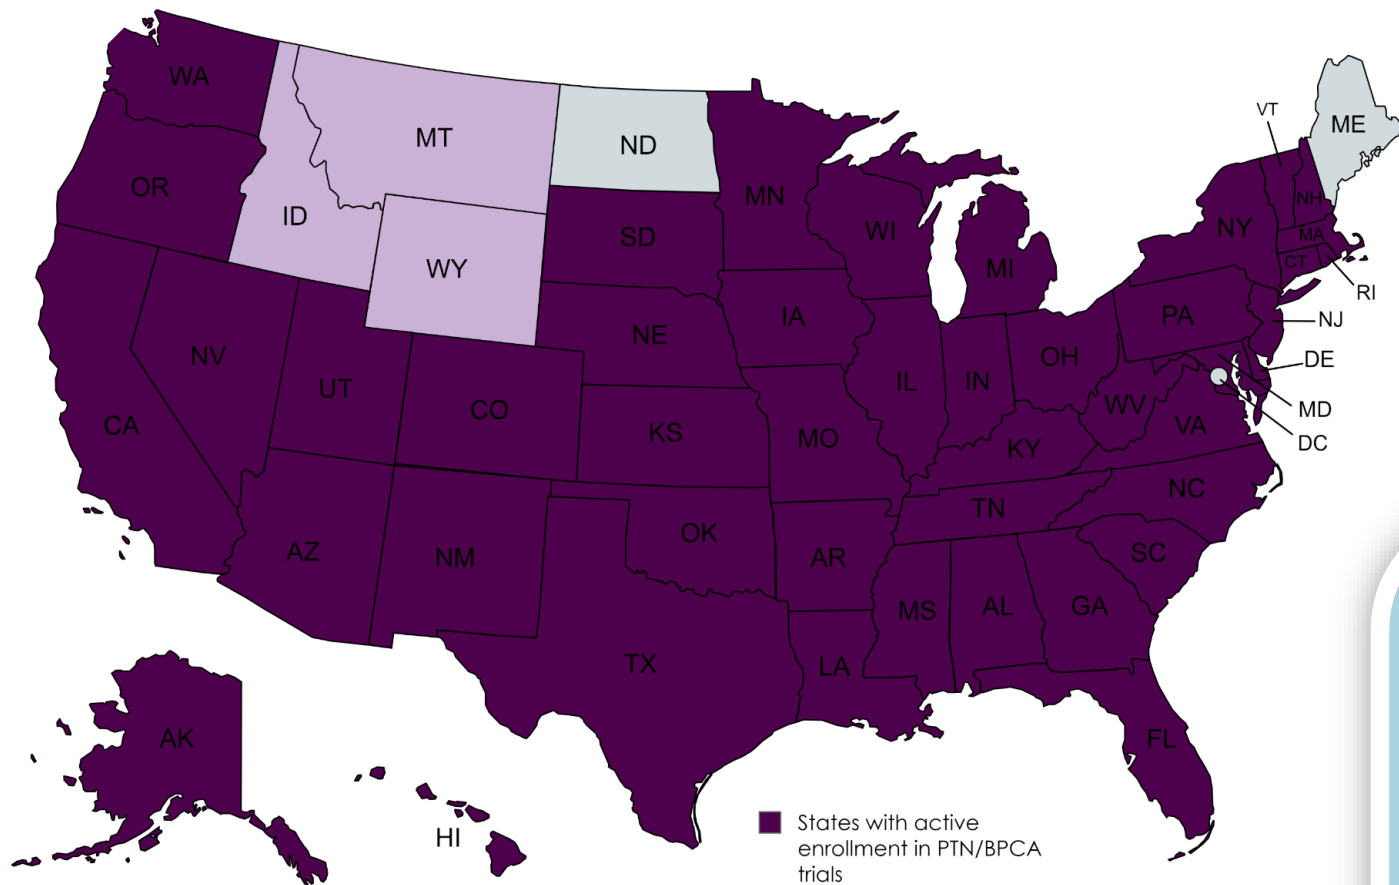 WA
MT
ND
VT
ME
OR
ID
MN
NH
SD
WI
NY
MA
WY
MI
CT
RI
IA
PA
NJ
NE
NV
OH
DE
UT
IL
IN
CO
WV
MD
CA
KS
MO
VA
DC
KY
NC
TN
OK
AZ
NM
AR
SC
MS
AL
GA
TX
LA
AK
FL
HI
States with active
enrollment in PTN/BPCA
trials